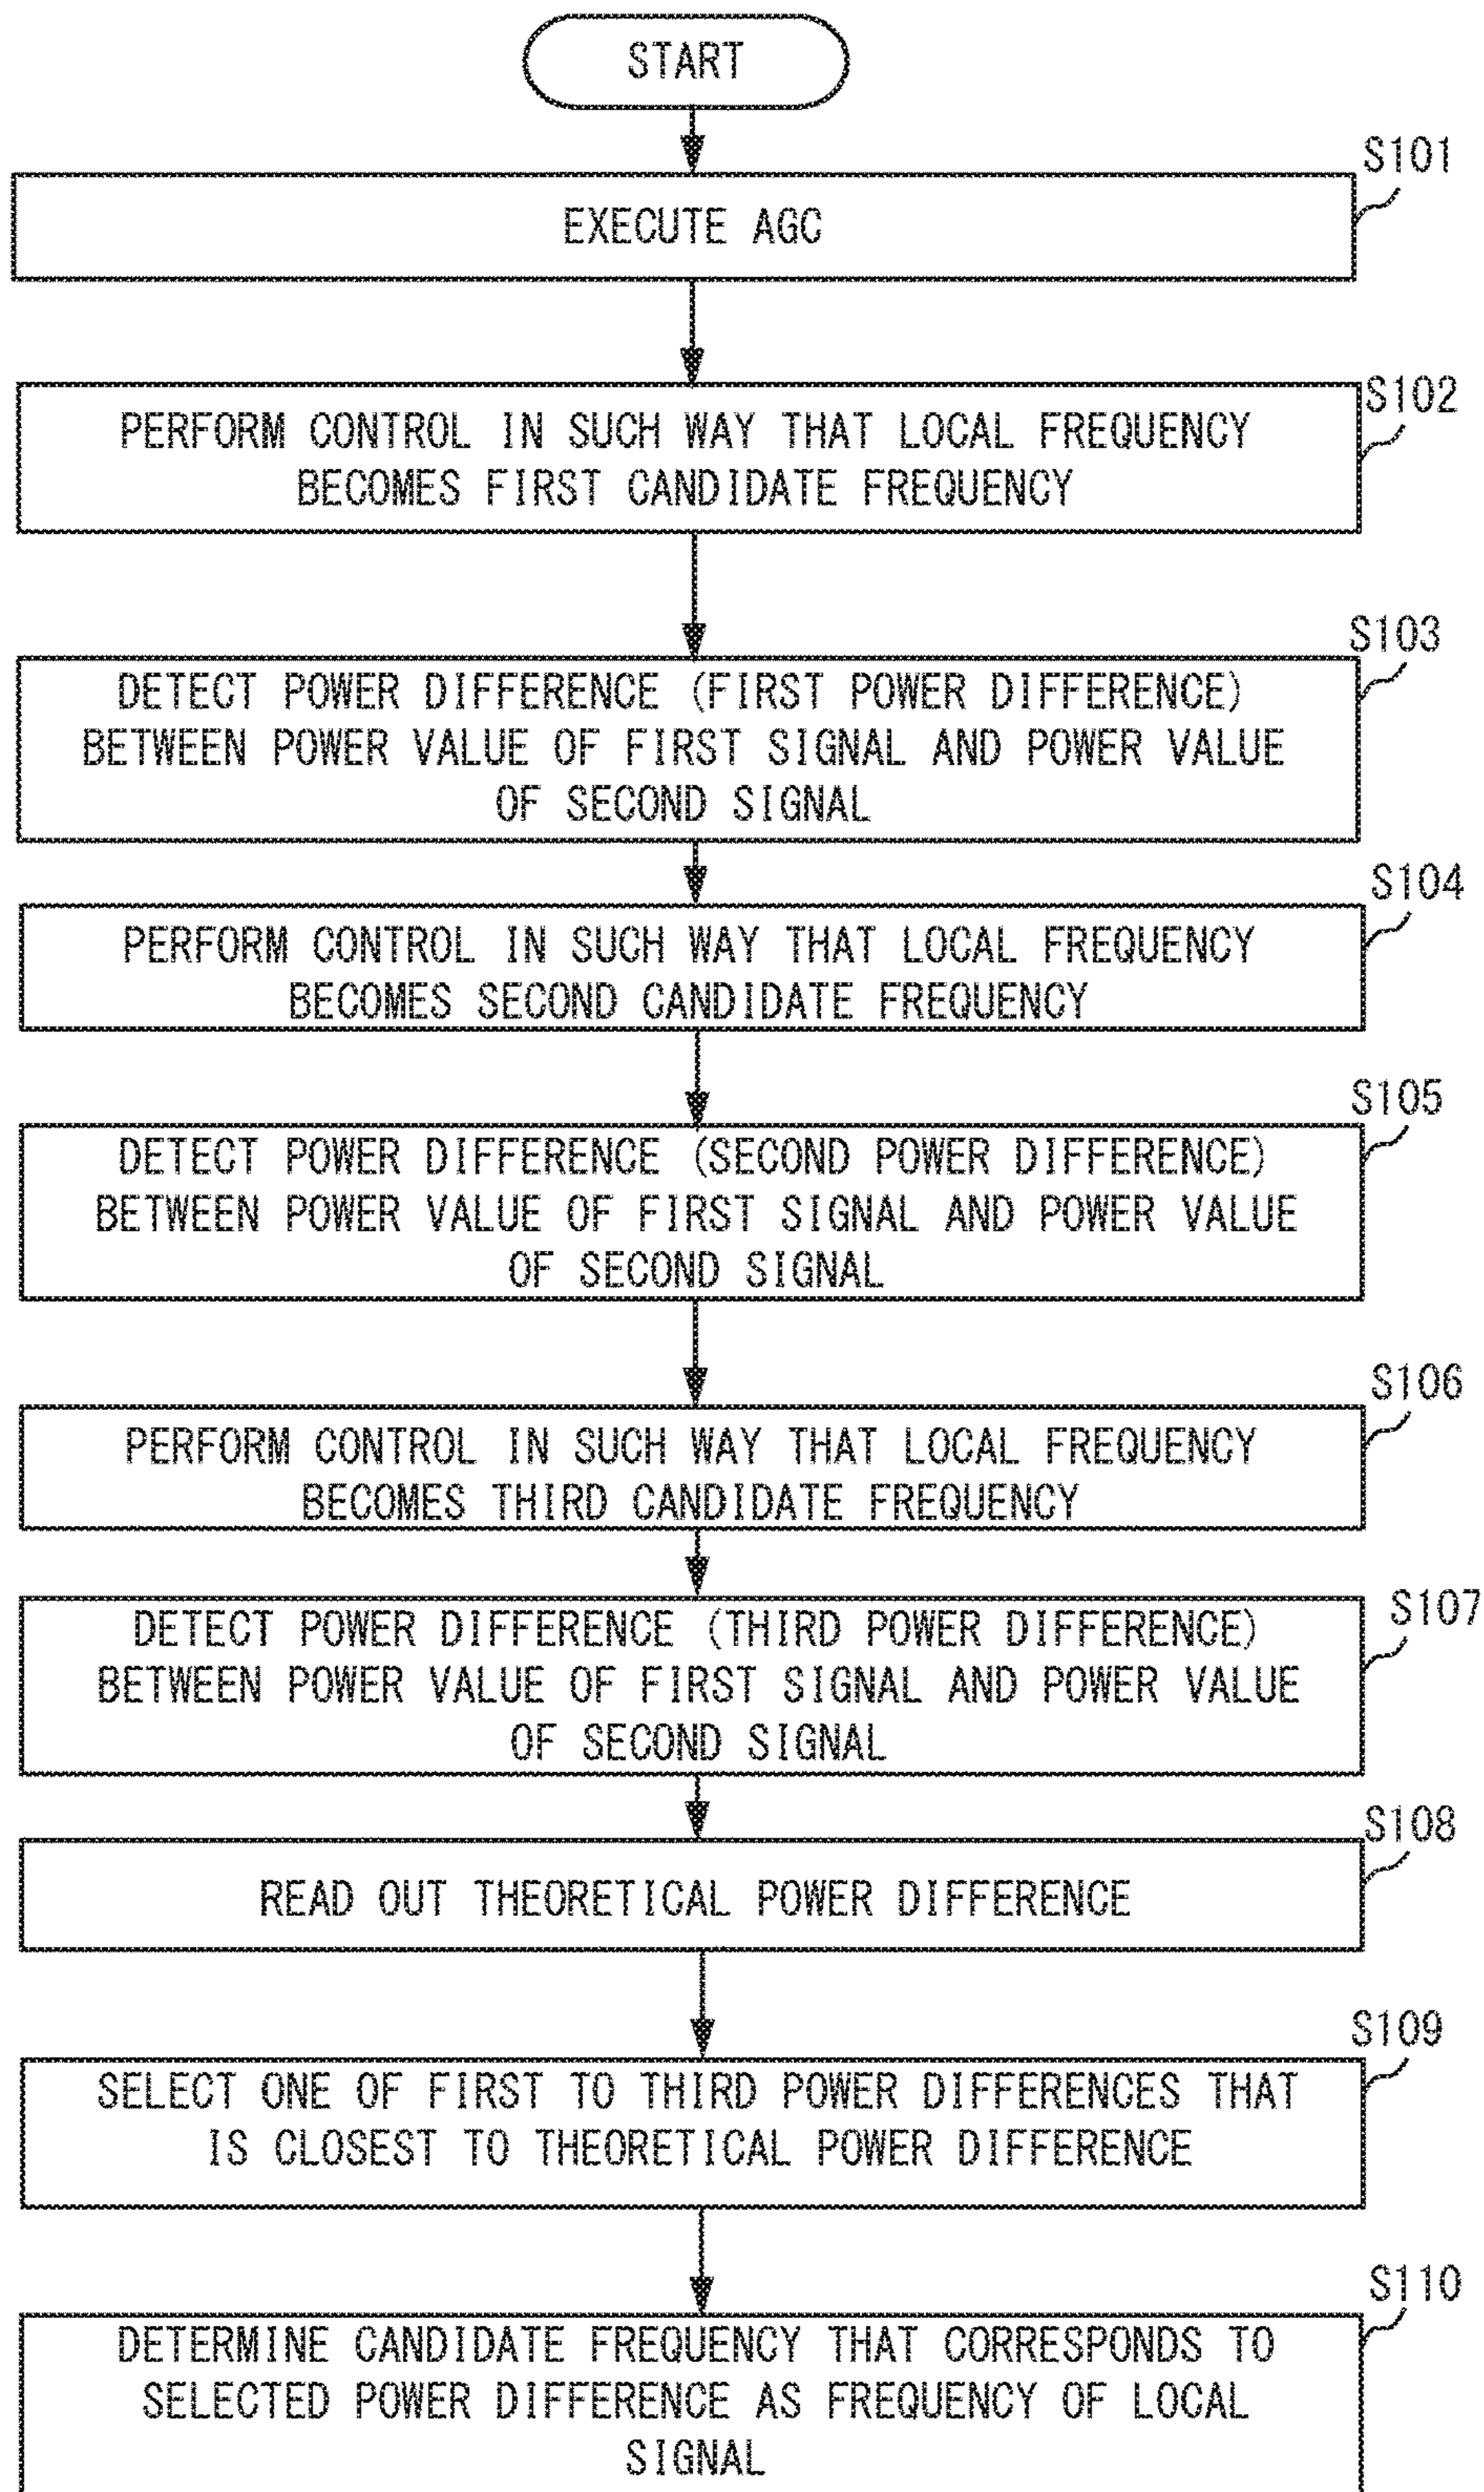 START
S101
EXECUTE AGC
S102
PERFORM CONTROL IN SUCH WAY THAT LOCAL FREQUENCY
BECOMES FIRST CANDIDATE FREQUENCY
S103
DETECT POWER DIFFERENCE (FIRST POWER DIFFERENCE)
BETWEEN POWER VALUE OF FIRST SIGNAL AND POWER VALUE
OF SECOND SIGNAL
S104
PERFORM CONTROL IN SUCH WAY THAT LOCAL FREQUENCY
BECOMES SECOND CANDIDATE FREQUENCY
S105
DETECT POWER DIFFERENCE (SECOND POWER DIFFERENCE)
BETWEEN POWER VALUE OF FIRST SIGNAL AND POWER VALUE
OF SECOND SIGNAL
S106
PERFORM CONTROL IN SUCH WAY THAT LOCAL FREQUENCY
BECOMES THIRD CANDIDATE FREQUENCY
S107
DETECT POWER DIFFERENCE (THIRD POWER DIFFERENCE)
BETWEEN POWER VALUE OF FIRST SIGNAL AND POWER VALUE
OF SECOND SIGNAL
S108
READ OUT THEORETICAL POWER DIFFERENCE
S109
SELECT ONE OF FIRST TO THIRD POWER DIFFERENCES THAT
IS CLOSEST TO THEORETICAL POWER DIFFERENCE
S110
DETERMINE CANDIDATE FREQUENCY THAT CORRESPONDS TO
SELECTED POWER DIFFERENCE AS FREQUENCY OF LOCAL
SIGNAL